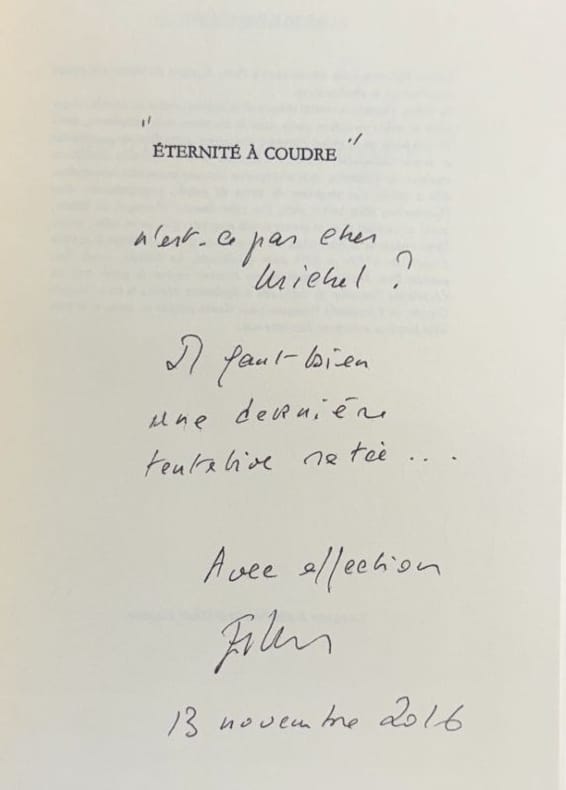 " ÉTERNITÉ À COUDRE "
n'est-ce pas cher
Michel ?
Il faut bien
une dernière
tentative ratée ...
Avec affection
13 novembre 2016